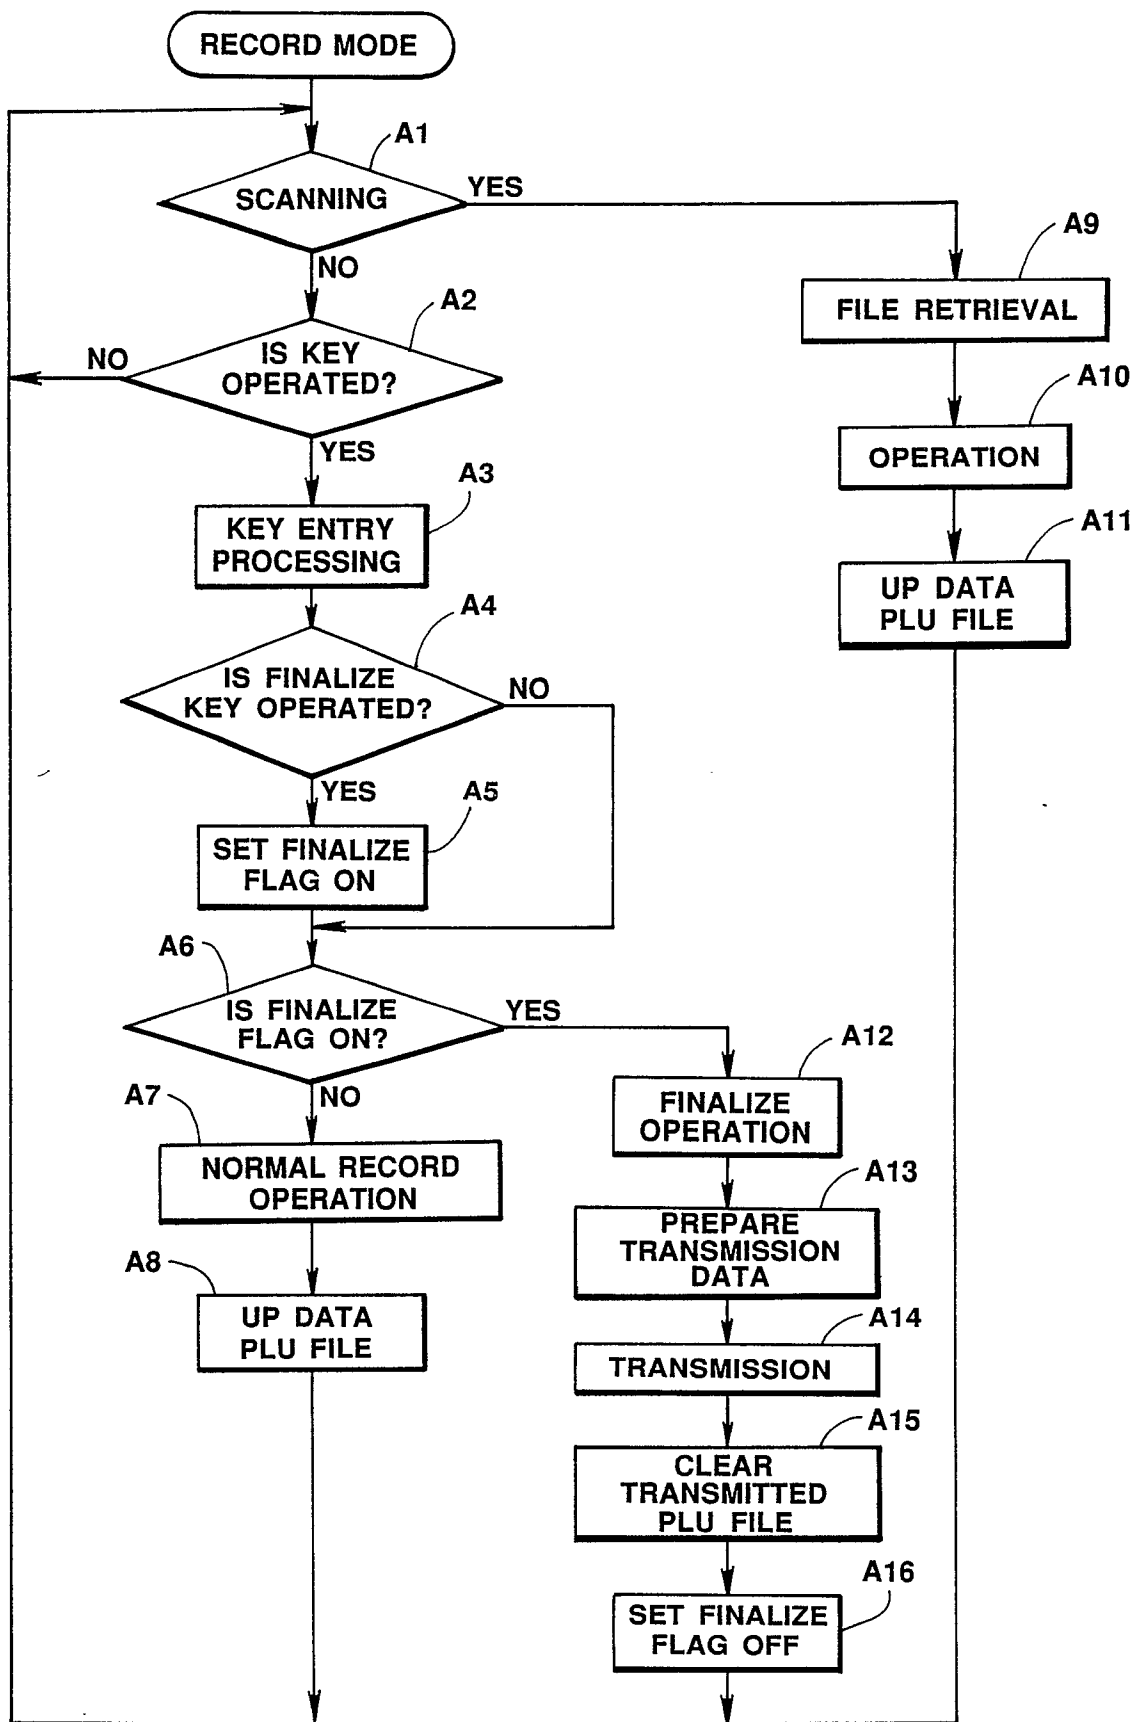 RECORD MODE
A1
SCANNING
YES
NO
A9
FILE RETRIEVAL
A2
IS KEY
OPERATED?
NO
YES
A10
OPERATION
A3
KEY ENTRY
PROCESSING
A11
UP DATA
PLU FILE
A4
IS FINALIZE
KEY OPERATED?
NO
YES
A5
SET FINALIZE
FLAG ON
A6
IS FINALIZE
FLAG ON?
YES
NO
A12
FINALIZE
OPERATION
A7
NORMAL RECORD
OPERATION
A13
PREPARE
TRANSMISSION
DATA
A8
UP DATA
PLU FILE
A14
TRANSMISSION
A15
CLEAR
TRANSMITTED
PLU FILE
A16
SET FINALIZE
FLAG OFF